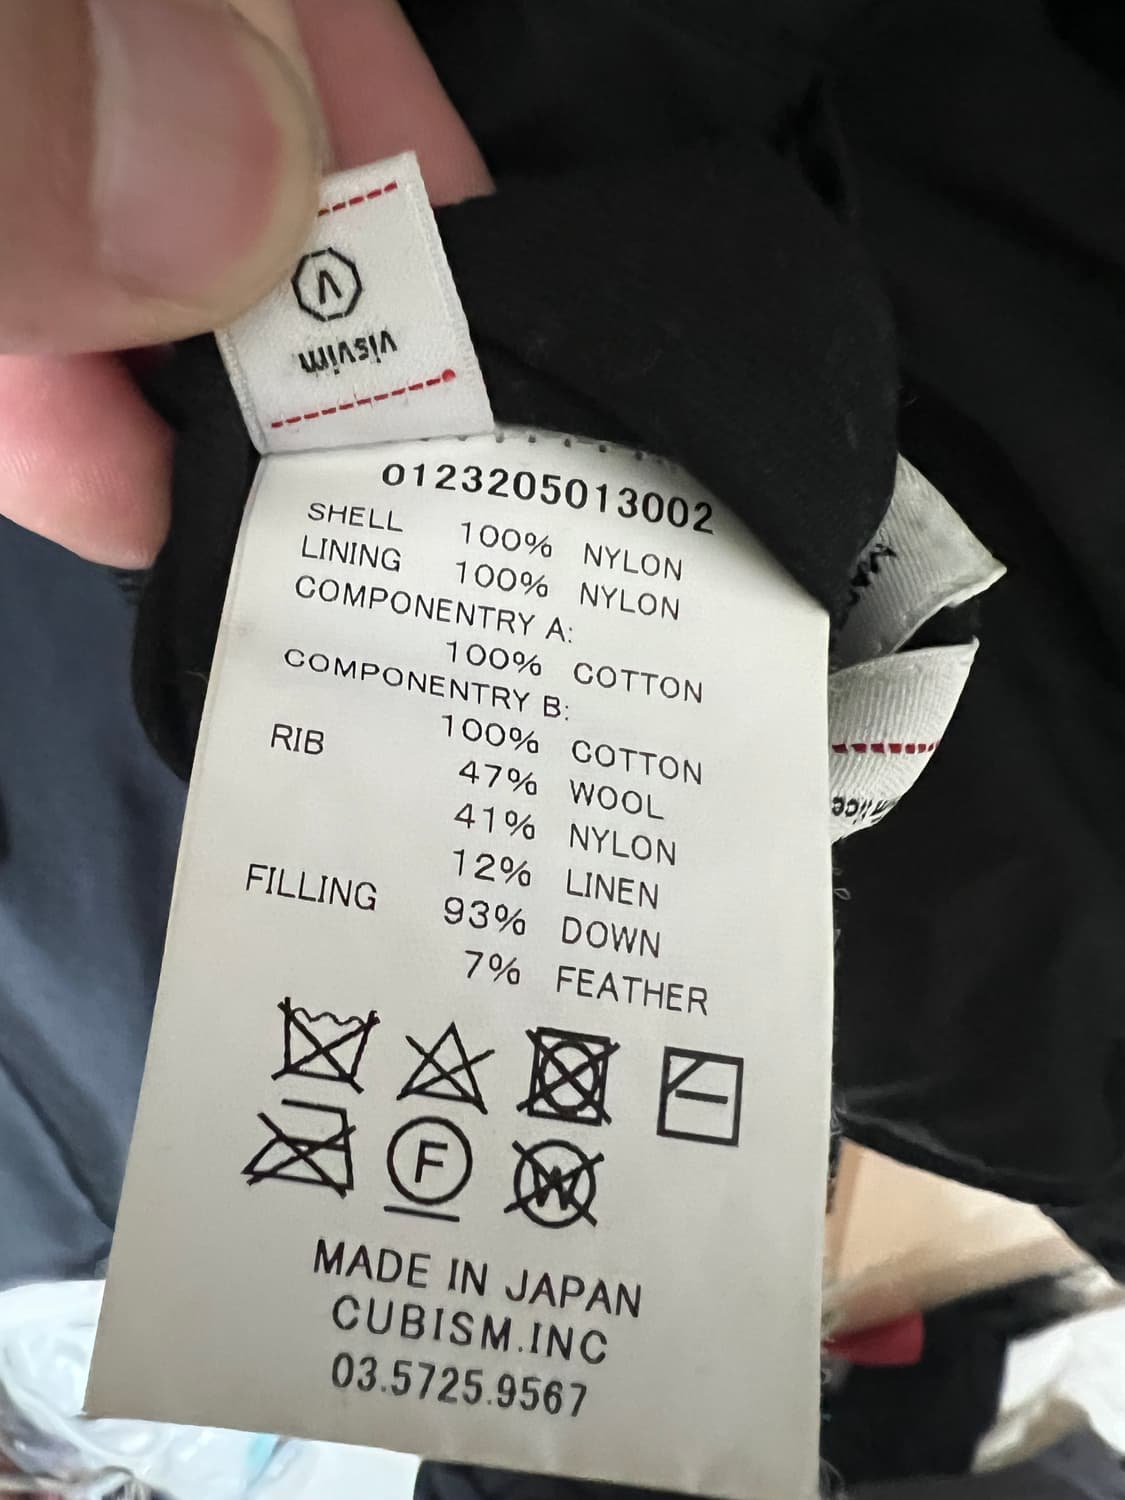 V
visvim
0123205013002
SHELL 100% NYLON
LINING 100% NYLON
COMPONENTRY A:
100% COTTON
COMPONENTRY B:
100% COTTON
RIB 47% WOOL
41% NYLON
12% LINEN
FILLING 93% DOWN
7% FEATHER
F W
MADE IN JAPAN
CUBISM.INC
03.5725.9567